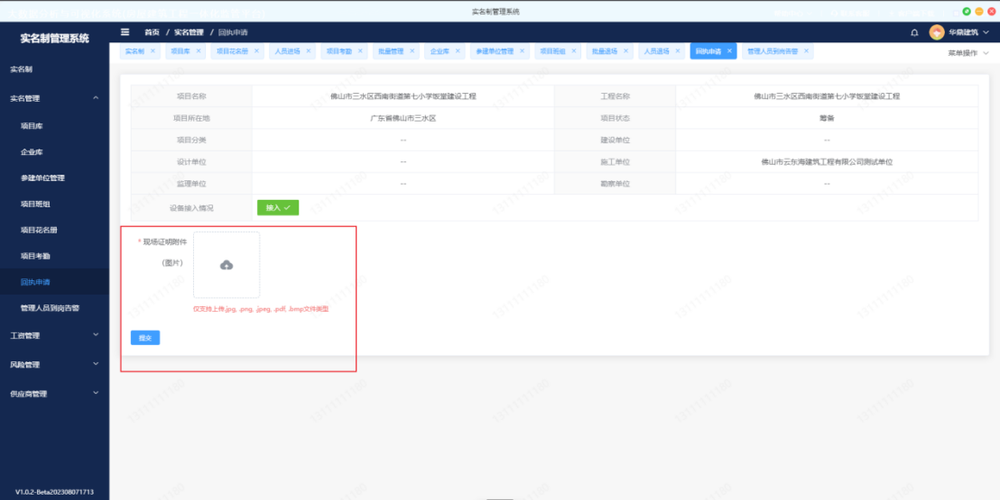 实名制管理系统
实名制管理系统
首页 / 实名管理 / 回执申请
华鼎建筑
实名制 × 项目库 × 项目花名册 × 人员进场 × 项目考勤 × 批量管理 × 企业库 × 参建单位管理 × 项目班组 × 批量退场 × 人员退场 × 回执申请 × 管理人员到岗告警 ×
菜单操作
实名制
实名管理
项目库
企业库
参建单位管理
项目班组
项目花名册
项目考勤
回执申请
管理人员到岗告警
工资管理
风险管理
供应商管理
V1.0.2-Beta202308071713
项目名称 佛山市三水区西南街道第七小学饭堂建设工程 工程名称 佛山市三水区西南街道第七小学饭堂建设工程
项目所在地 广东省佛山市三水区 项目状态 筹备
项目分类 -- 建设单位 --
设计单位 -- 施工单位 佛山市云东海建筑工程有限公司测试单位
监理单位 -- 勘察单位 --
设备接入情况 接入 ✓
* 现场证明附件
(图片)
仅支持上传.jpg, .png, .jpeg, .pdf, .bmp文件类型
提交